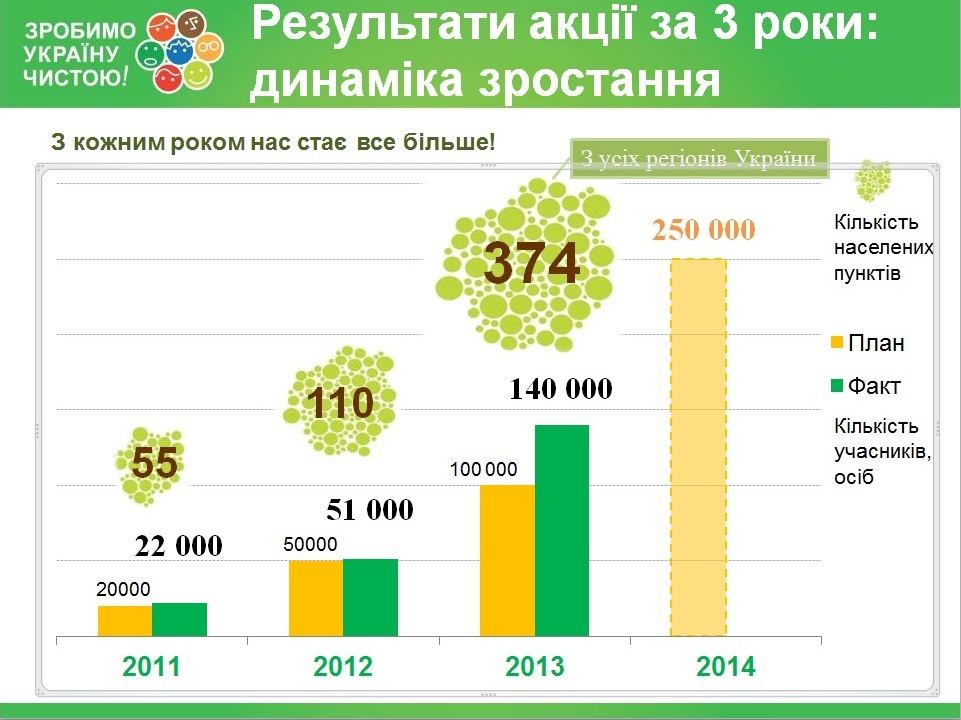 ЗРОБИМО
УКРАЇНУ
ЧИСТОЮ!
Результати акції за 3 роки:
динаміка зростання
З кожним роком нас стає все більше!
З усіх регіонів України
374
250 000
Кількість
населених
пунктів
План
Факт
Кількість
учасників,
осіб
110
140 000
55
100 000
51 000
22 000
50000
20000
2011
2012
2013
2014